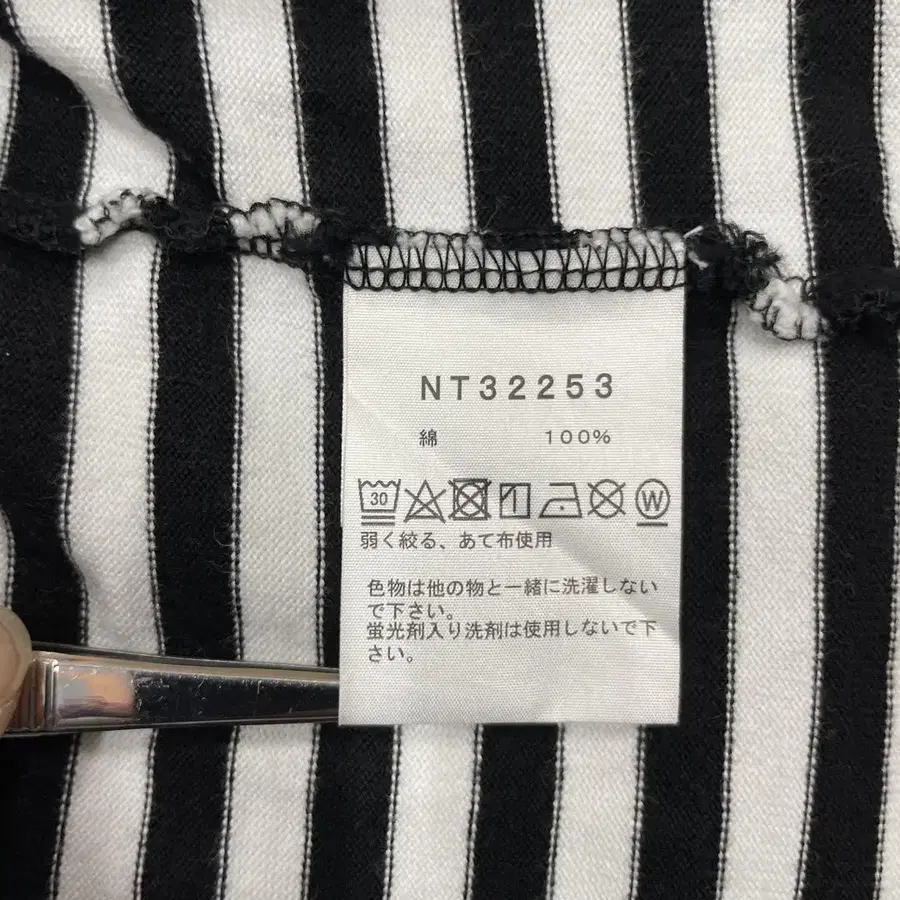 NT32253
綿 100%
30 W
弱く絞る、あて布使用
色物は他の物と一緒に洗濯しない
で下さい。
蛍光剤入り洗剤は使用しないで下
さい。